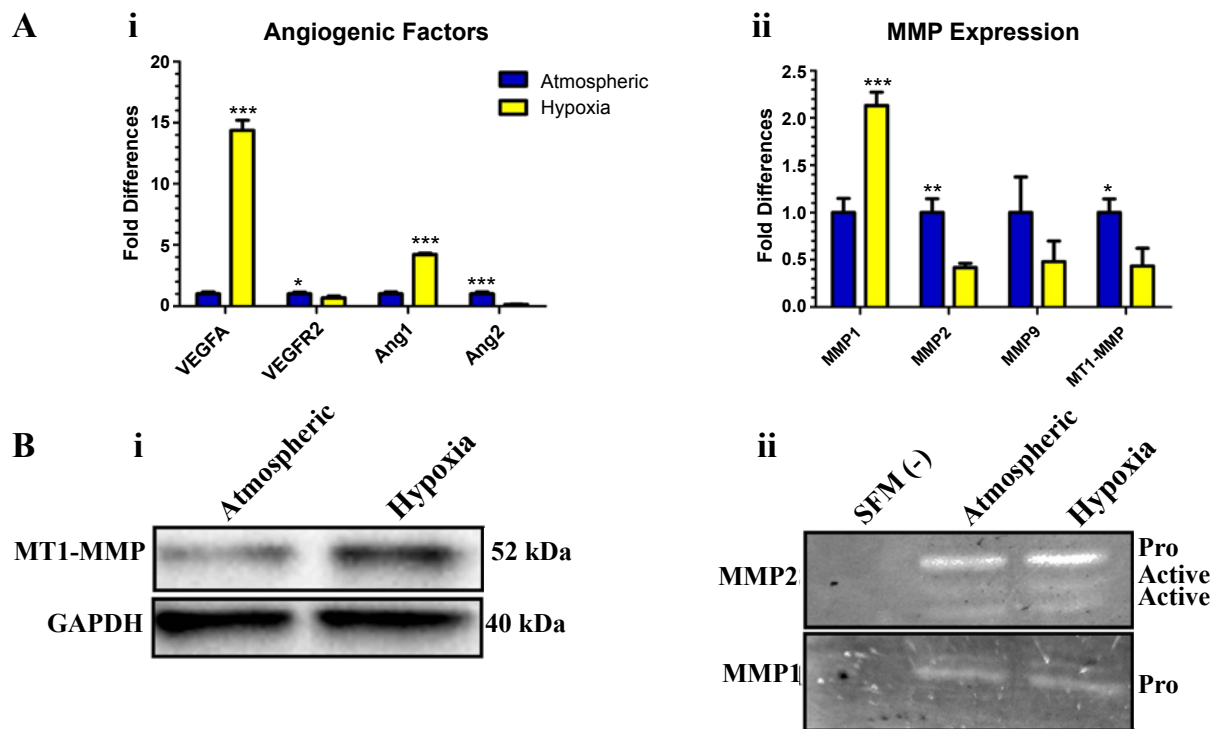 A
i
Angiogenic Factors
Fold Differences
20
15
10
5
0
***
*
***
***
Atmospheric
Hypoxia
VEGFA
VEGFR2
Ang1
Ang2
ii
MMP Expression
Fold Differences
2.5
2.0
1.5
1.0
0.5
0.0
***
**
*
MMP1
MMP2
MMP9
MT1-MMP
B
i
Atmospheric
Hypoxia
MT1-MMP
52 kDa
GAPDH
40 kDa
ii
SFM (-)
Atmospheric
Hypoxia
MMP2
Pro
Active
Active
MMP1
Pro